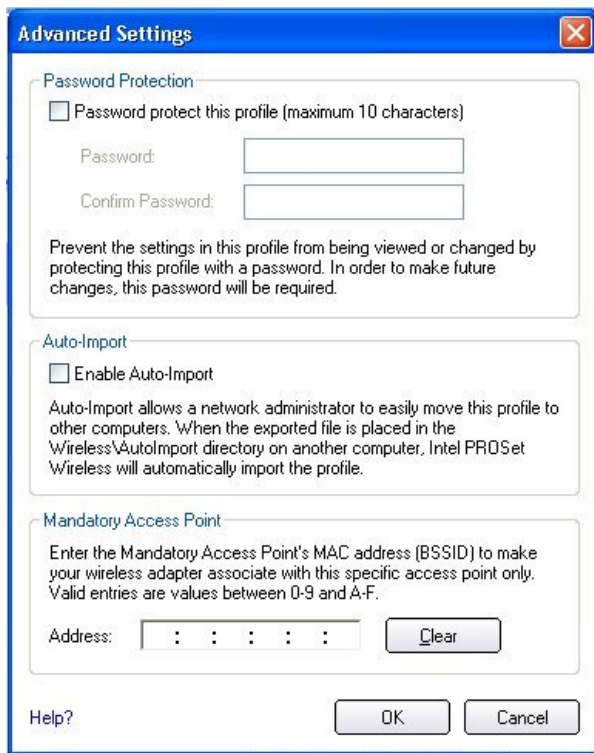 Advanced Settings
Password Protection
Password protect this profile (maximum 10 characters)
Password:
Confirm Password:
Prevent the settings in this profile from being viewed or changed by
protecting this profile with a password. In order to make future
changes, this password will be required.
Auto-Import
Enable Auto-Import
Auto-Import allows a network administrator to easily move this profile to
other computers. When the exported file is placed in the
Wireless\AutoImport directory on another computer, Intel PROSet
Wireless will automatically import the profile.
Mandatory Access Point
Enter the Mandatory Access Point's MAC address (BSSID) to make
your wireless adapter associate with this specific access point only.
Valid entries are values between 0-9 and A-F.
Address: : : : : : Clear
Help? OK Cancel